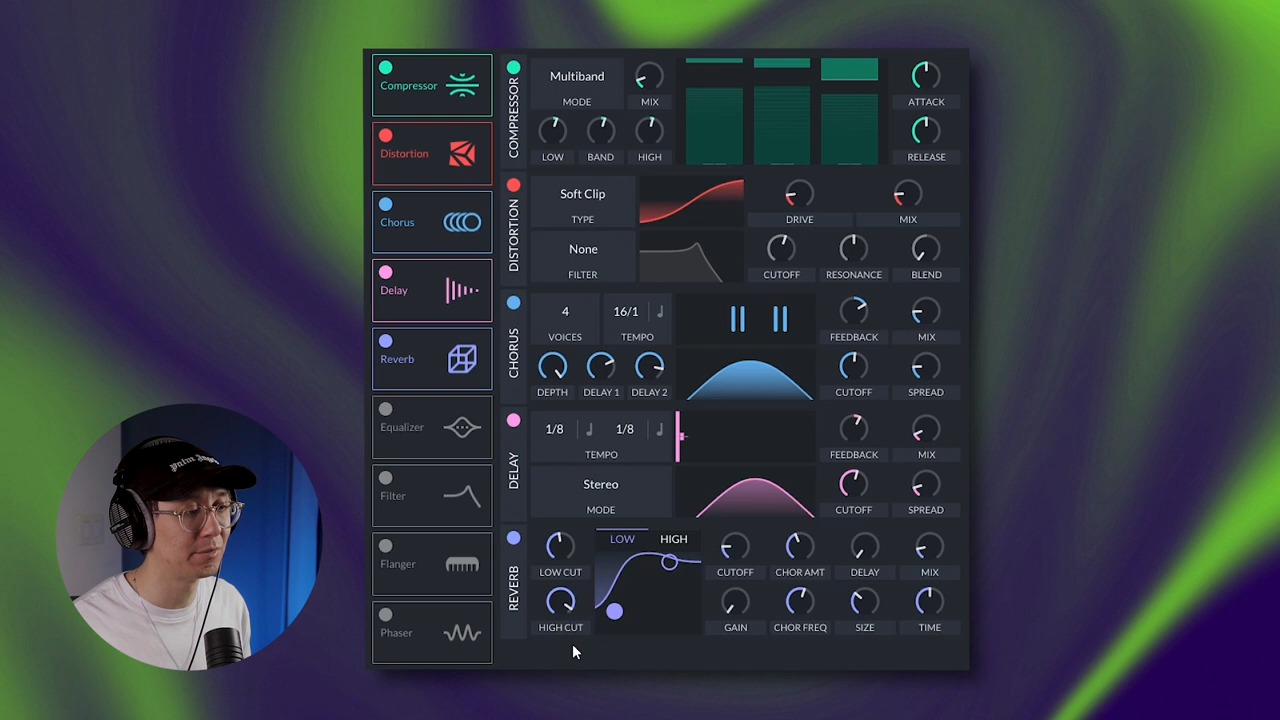 Compressor
Distortion
Chorus
Delay
Reverb
Equalizer
Filter
Flanger
Phaser
COMPRESSOR
Multiband
MODE
MIX
LOW
BAND
HIGH
ATTACK
RELEASE
DISTORTION
Soft Clip
TYPE
DRIVE
MIX
None
FILTER
CUTOFF
RESONANCE
BLEND
CHORUS
4
VOICES
16/1
TEMPO
FEEDBACK
MIX
DEPTH
DELAY 1
DELAY 2
CUTOFF
SPREAD
DELAY
1/8
1/8
TEMPO
FEEDBACK
MIX
Stereo
MODE
CUTOFF
SPREAD
REVERB
LOW CUT
LOW
HIGH
CUTOFF
CHOR AMT
DELAY
MIX
HIGH CUT
GAIN
CHOR FREQ
SIZE
TIME